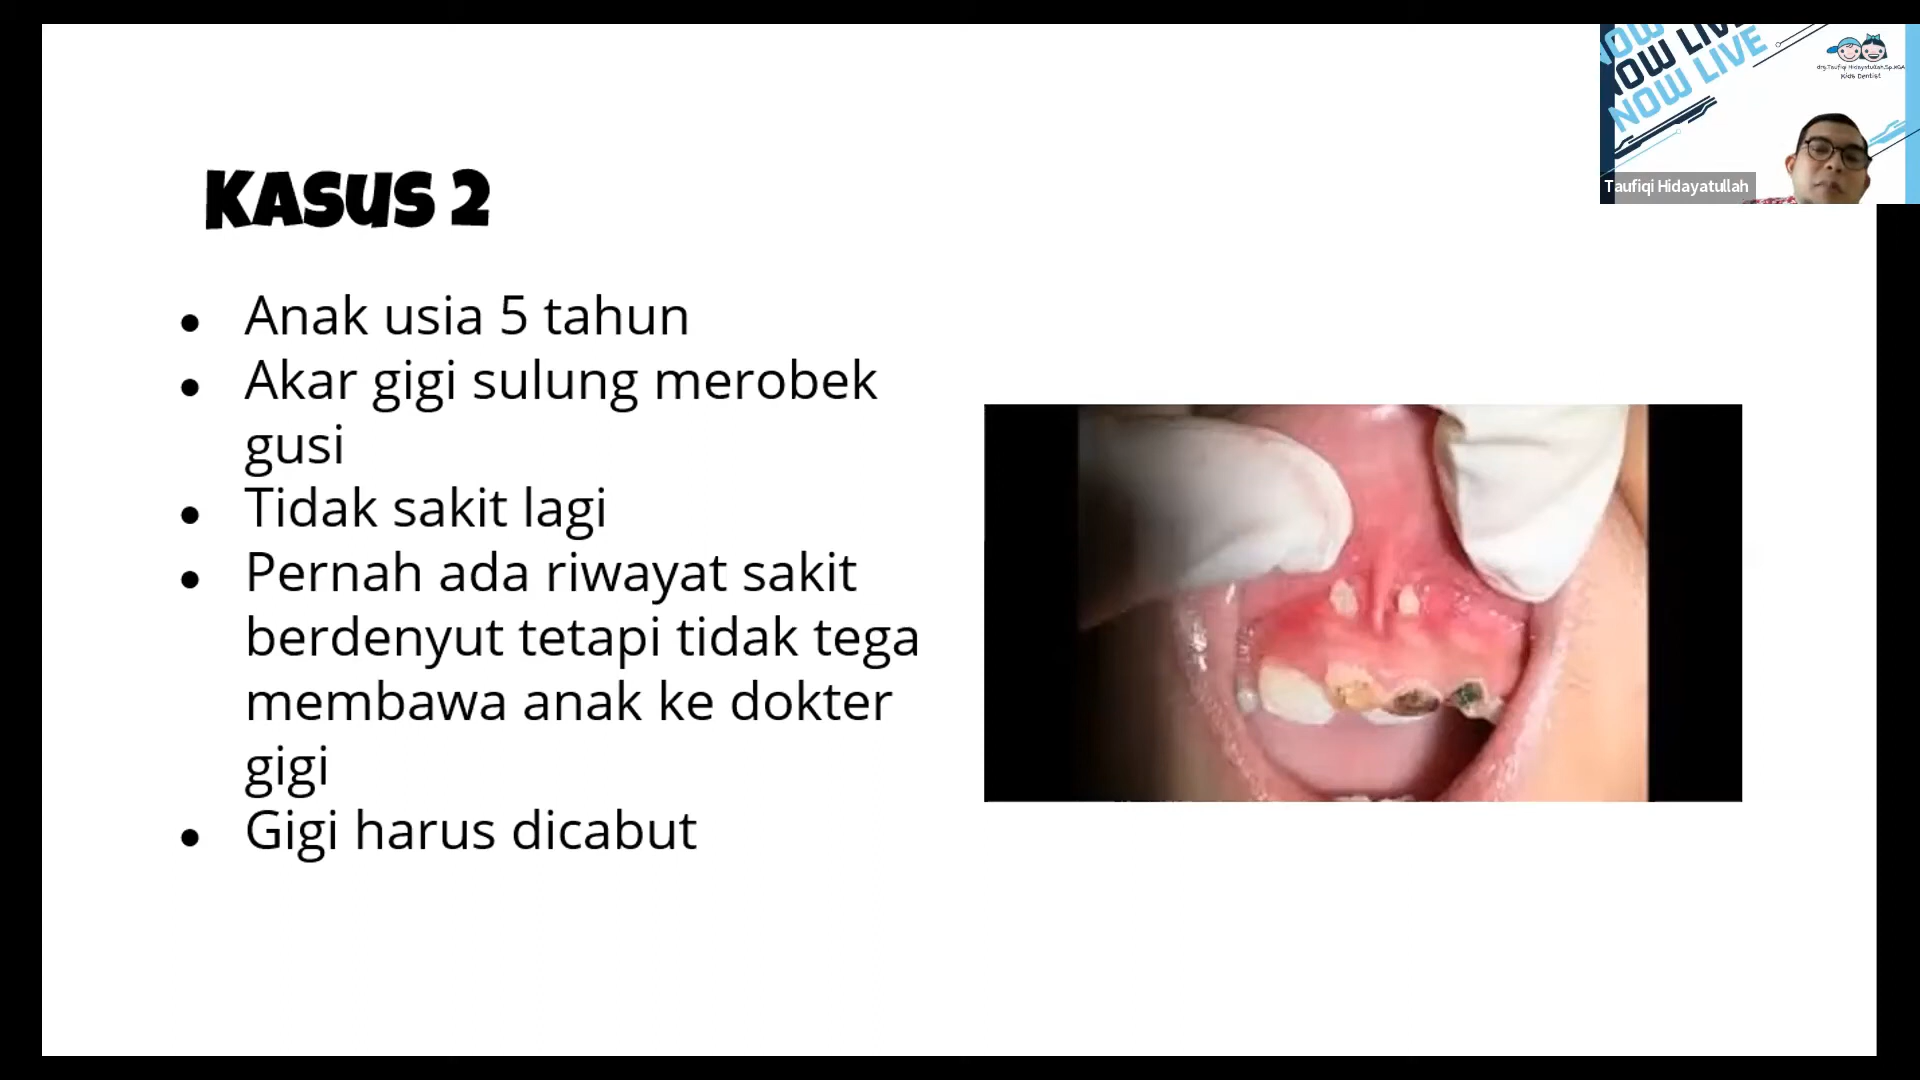 NOW
NOW LIVE
NOW LIVE
drg.Taufiqi Hidayatullah,Sp.KGA
Kids Dentist
Taufiqi Hidayatullah
KASUS 2
• Anak usia 5 tahun
• Akar gigi sulung merobek
gusi
• Tidak sakit lagi
• Pernah ada riwayat sakit
berdenyut tetapi tidak tega
membawa anak ke dokter
gigi
• Gigi harus dicabut